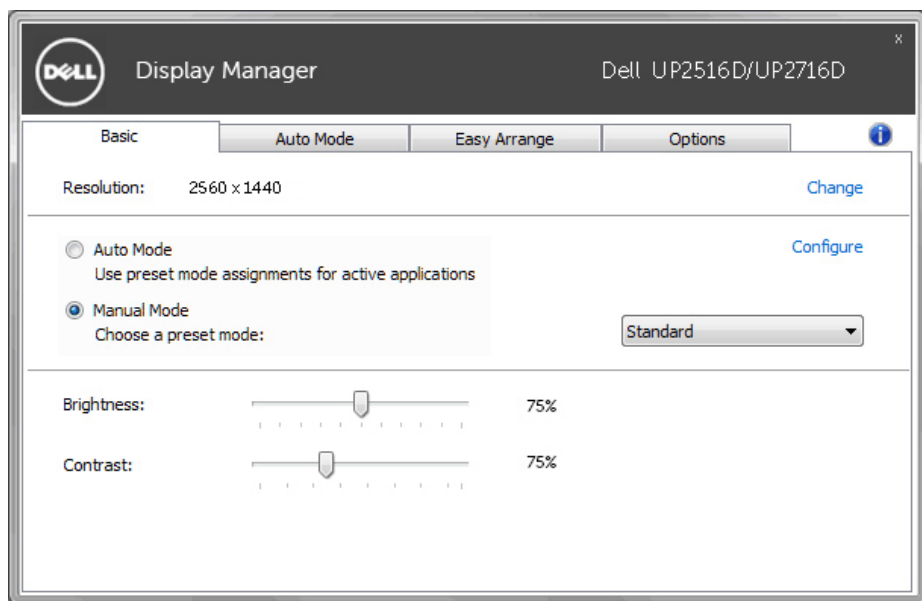 x
DELL
Display Manager
Dell UP2516D/UP2716D
Basic
Auto Mode
Easy Arrange
Options
i
Resolution: 2560 x 1440
Change
Auto Mode
Configure
Use preset mode assignments for active applications
Manual Mode
Choose a preset mode:
Standard
Brightness: 75%
Contrast: 75%